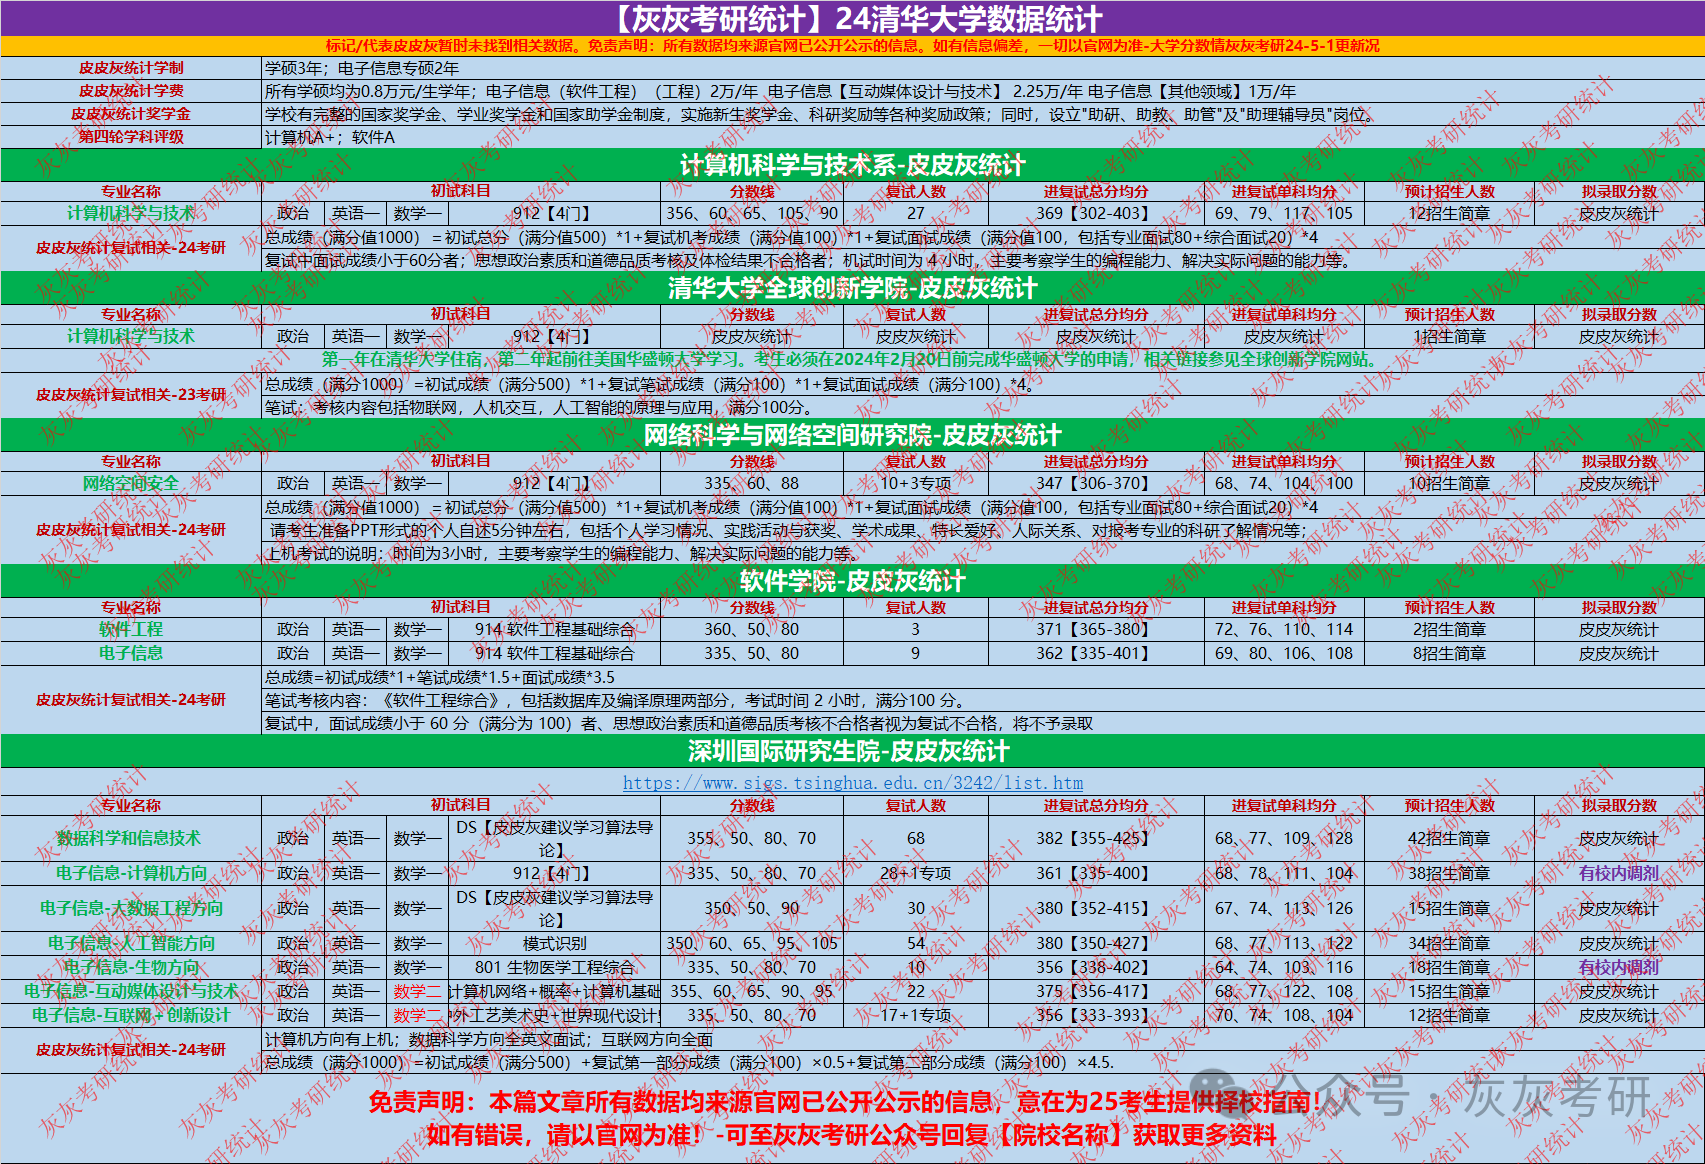 【灰灰考研统计】24清华大学数据统计
标记/代表皮皮灰暂时未找到相关数据。免责声明：所有数据均来源官网已公开公示的信息。如有信息偏差，一切以官网为准-大学分数情灰灰考研24-5-1更新况
皮皮灰统计学制 学硕3年；电子信息专硕2年
皮皮灰统计学费 所有学硕均为0.8万元/生学年；电子信息（软件工程）（工程）2万/年 电子信息【互动媒体设计与技术】 2.25万/年 电子信息【其他领域】1万/年
皮皮灰统计奖学金 学校有完整的国家奖学金、学业奖学金和国家助学金制度，实施新生奖学金、科研奖励等各种奖励政策；同时，设立"助研、助教、助管"及"助理辅导员"岗位。
第四轮学科评级 计算机A+；软件A
计算机科学与技术系-皮皮灰统计
专业名称 初试科目 分数线 复试人数 进复试总分均分 进复试单科均分 预计招生人数 拟录取分数
计算机科学与技术 政治 英语一 数学一 912【4门】 356、60、65、105、90 27 369【302-403】 69、79、117、105 12招生简章 皮皮灰统计
皮皮灰统计复试相关-24考研
总成绩（满分值1000）＝初试总分（满分值500）*1+复试机考成绩（满分值100）*1+复试面试成绩（满分值100，包括专业面试80+综合面试20）*4
复试中面试成绩小于60分者；思想政治素质和道德品质考核及体检结果不合格者；机试时间为 4 小时，主要考察学生的编程能力、解决实际问题的能力等。
清华大学全球创新学院-皮皮灰统计
专业名称 初试科目 分数线 复试人数 进复试总分均分 进复试单科均分 预计招生人数 拟录取分数
计算机科学与技术 政治 英语一 数学一 912【4门】 皮皮灰统计 皮皮灰统计 皮皮灰统计 皮皮灰统计 1招生简章 皮皮灰统计
第一年在清华大学住宿，第二年起前往美国华盛顿大学学习。考生必须在2024年2月20日前完成华盛顿大学的申请，相关链接参见全球创新学院网站。
皮皮灰统计复试相关-23考研
总成绩（满分1000）=初试成绩（满分500）*1+复试笔试成绩（满分100）*1+复试面试成绩（满分100）*4。
笔试：考核内容包括物联网，人机交互，人工智能的原理与应用，满分100分。
网络科学与网络空间研究院-皮皮灰统计
专业名称 初试科目 分数线 复试人数 进复试总分均分 进复试单科均分 预计招生人数 拟录取分数
网络空间安全 政治 英语一 数学一 912【4门】 335、60、88 10+3专项 347【306-370】 68、74、104、100 10招生简章 皮皮灰统计
皮皮灰统计复试相关-24考研
总成绩（满分值1000）＝初试总分（满分值500）*1+复试机考成绩（满分值100）*1+复试面试成绩（满分值100，包括专业面试80+综合面试20）*4
请考生准备PPT形式的个人自述5分钟左右，包括个人学习情况、实践活动与获奖、学术成果、特长爱好、人际关系、对报考专业的科研了解情况等；
上机考试的说明：时间为3小时，主要考察学生的编程能力、解决实际问题的能力等。
软件学院-皮皮灰统计
专业名称 初试科目 分数线 复试人数 进复试总分均分 进复试单科均分 预计招生人数 拟录取分数
软件工程 政治 英语一 数学一 914 软件工程基础综合 360、50、80 3 371【365-380】 72、76、110、114 2招生简章 皮皮灰统计
电子信息 政治 英语一 数学一 914 软件工程基础综合 335、50、80 9 362【335-401】 69、80、106、108 8招生简章 皮皮灰统计
皮皮灰统计复试相关-24考研
总成绩=初试成绩*1+笔试成绩*1.5+面试成绩*3.5
笔试考核内容：《软件工程综合》，包括数据库及编译原理两部分，考试时间 2 小时，满分100 分。
复试中，面试成绩小于 60 分（满分为 100）者、思想政治素质和道德品质考核不合格者视为复试不合格，将不予录取
深圳国际研究生院-皮皮灰统计
https://www.sigs.tsinghua.edu.cn/3242/list.htm
专业名称 初试科目 分数线 复试人数 进复试总分均分 进复试单科均分 预计招生人数 拟录取分数
数据科学和信息技术 政治 英语一 数学一 DS【皮皮灰建议学习算法导论】 355、50、80、70 68 382【355-425】 68、77、109、128 42招生简章 皮皮灰统计
电子信息-计算机方向 政治 英语一 数学一 912【4门】 335、50、80、70 28+1专项 361【335-400】 68、78、111、104 38招生简章 有校内调剂
电子信息-大数据工程方向 政治 英语一 数学一 DS【皮皮灰建议学习算法导论】 350、50、90 30 380【352-415】 67、74、113、126 15招生简章 皮皮灰统计
电子信息-人工智能方向 政治 英语一 数学一 模式识别 350、60、65、95、105 54 380【350-427】 68、77、113、122 34招生简章 皮皮灰统计
电子信息-生物方向 政治 英语一 数学一 801 生物医学工程综合 335、50、80、70 10 356【338-402】 64、74、103、116 18招生简章 有校内调剂
电子信息-互动媒体设计与技术 政治 英语一 数学二 计算机网络+概率+计算机基础 355、60、65、90、95 22 375【356-417】 68、77、122、108 15招生简章 皮皮灰统计
电子信息-互联网＋创新设计 政治 英语一 数学二 中外工艺美术史+世界现代设计史 335、50、80、70 17+1专项 356【333-393】 70、74、108、104 12招生简章 皮皮灰统计
皮皮灰统计复试相关-24考研
计算机方向有上机；数据科学方向全英文面试；互联网方向全面
总成绩（满分1000）=初试成绩（满分500）+复试第一部分成绩（满分100）×0.5+复试第二部分成绩（满分100）×4.5.
免责声明：本篇文章所有数据均来源官网已公开公示的信息，意在为25考生提供择校指南！
如有错误，请以官网为准！-可至灰灰考研公众号回复【院校名称】获取更多资料
公众号·灰灰考研
灰灰考研统计